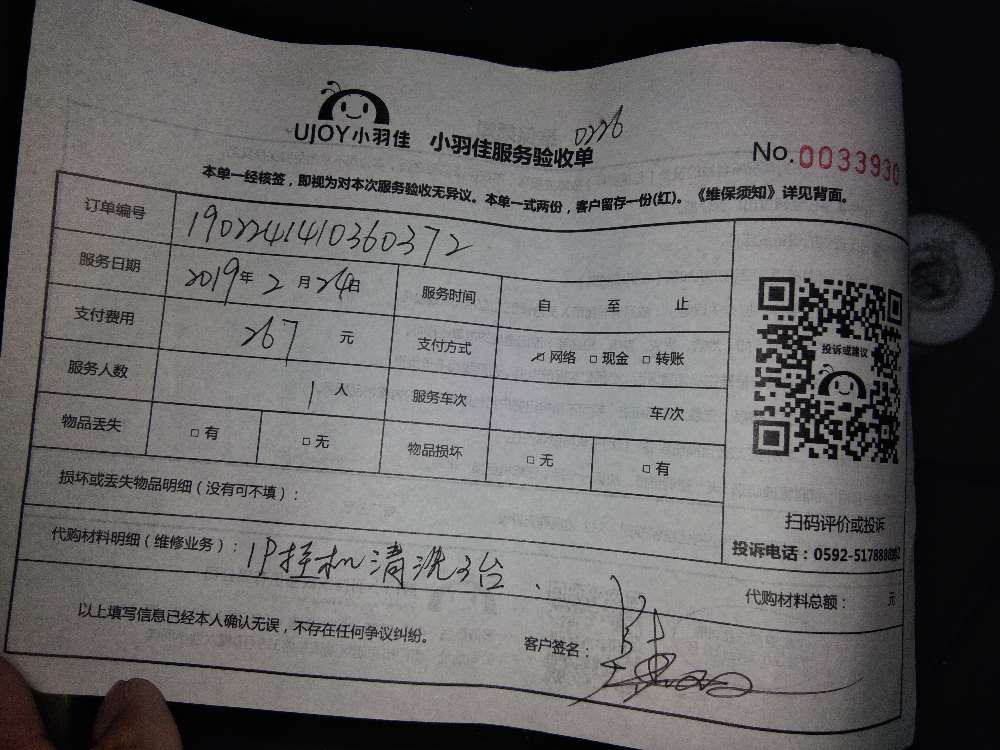 UJOY小羽佳 小羽佳服务验收单 0226
No.0033930
本单一经核签，即视为对本次服务验收无异议。本单一式两份，客户留存一份(红)。《维保须知》详见背面。
订单编号 190224141410360372
服务日期 2019年2月24日 服务时间 自 至 止
支付费用 267 元 支付方式 网络 现金 转账
服务人数 1人 服务车次 车/次
物品丢失 有 无 物品损坏 无 有
投诉或建议
损坏或丢失物品明细（没有可不填）：
扫码评价或投诉
投诉电话：0592-5178888
代购材料明细（维修业务）：1P挂机清洗3台.
代购材料总额： 元
以上填写信息已经本人确认无误，不存在任何争议纠纷。
客户签名：